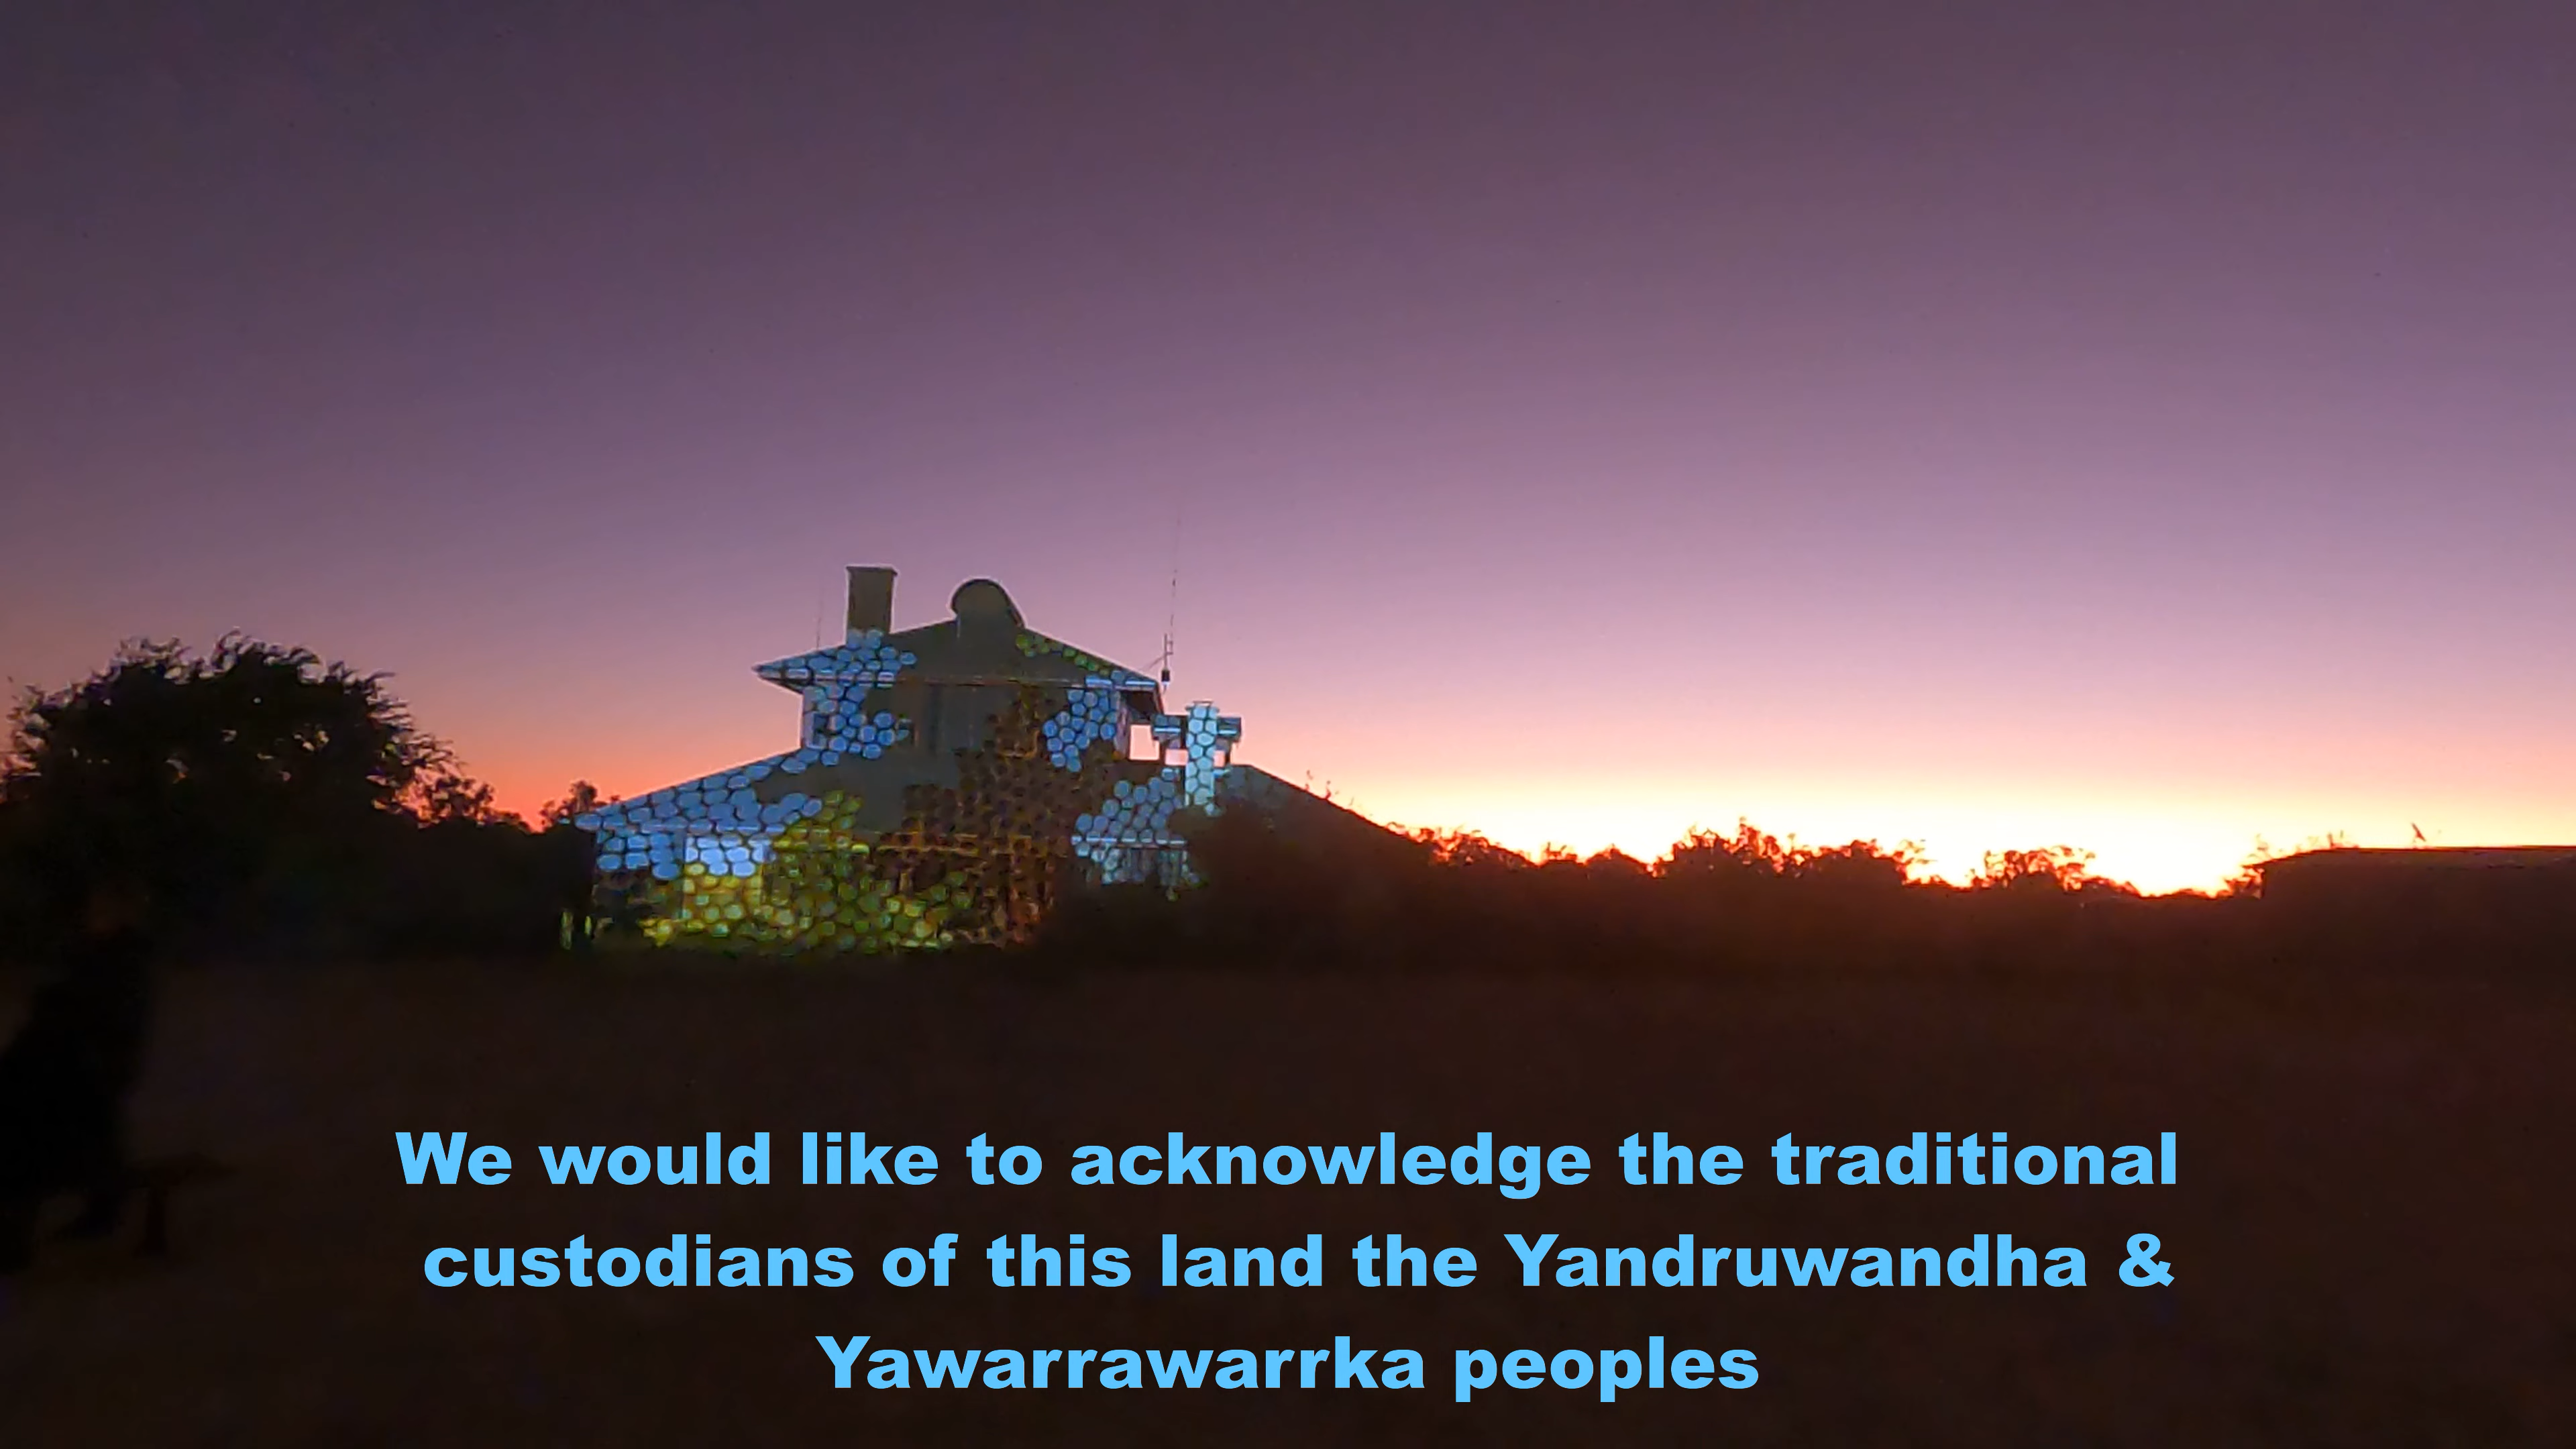 We would like to acknowledge the traditional
custodians of this land the Yandruwandha &
Yawarrawarrka peoples